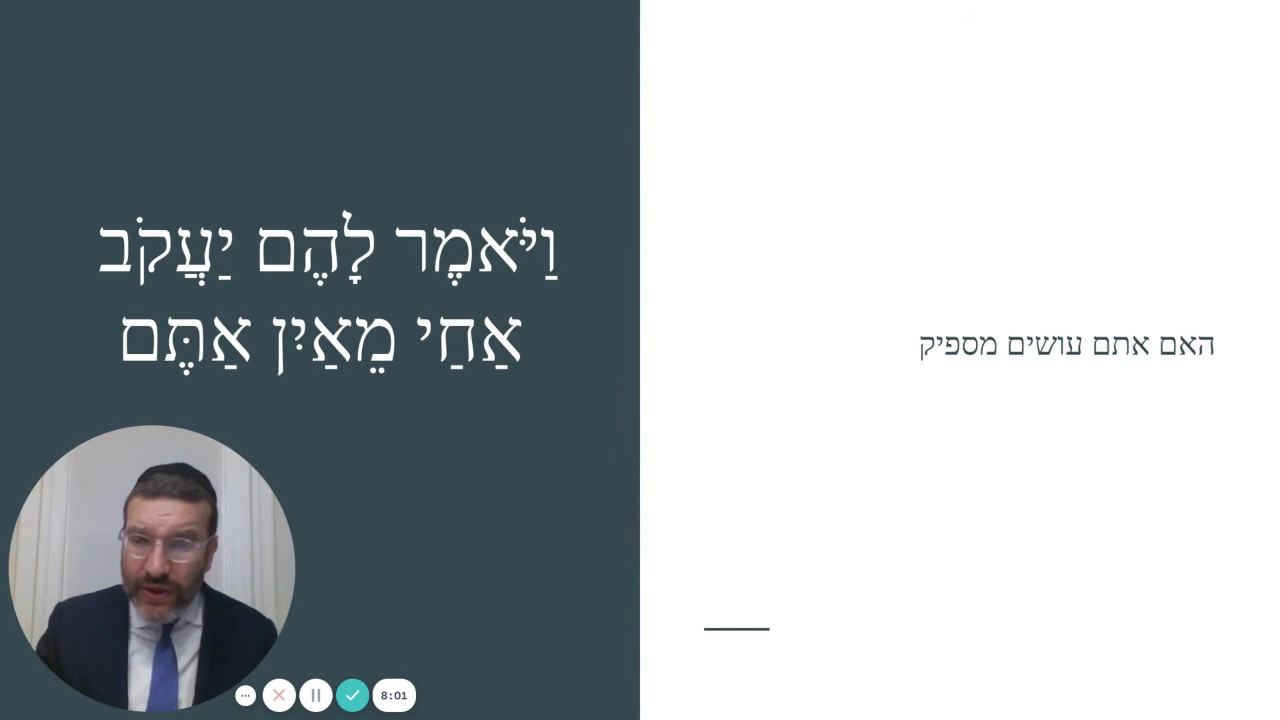 וַיֹּאמֶר לָהֶם יַעֲקֹב
אַחַי מֵאַיִן אַתֶּם
האם אתם עושים מספיק
8:01